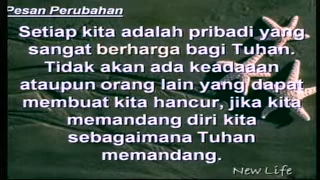 Pesan Perubahan
Setiap kita adalah pribadi yang
sangat berharga bagi Tuhan.
Tidak akan ada keadaaan
ataupun orang lain yang dapat
membuat kita hancur, jika kita
memandang diri kita
sebagaimana Tuhan
memandang.
New Life